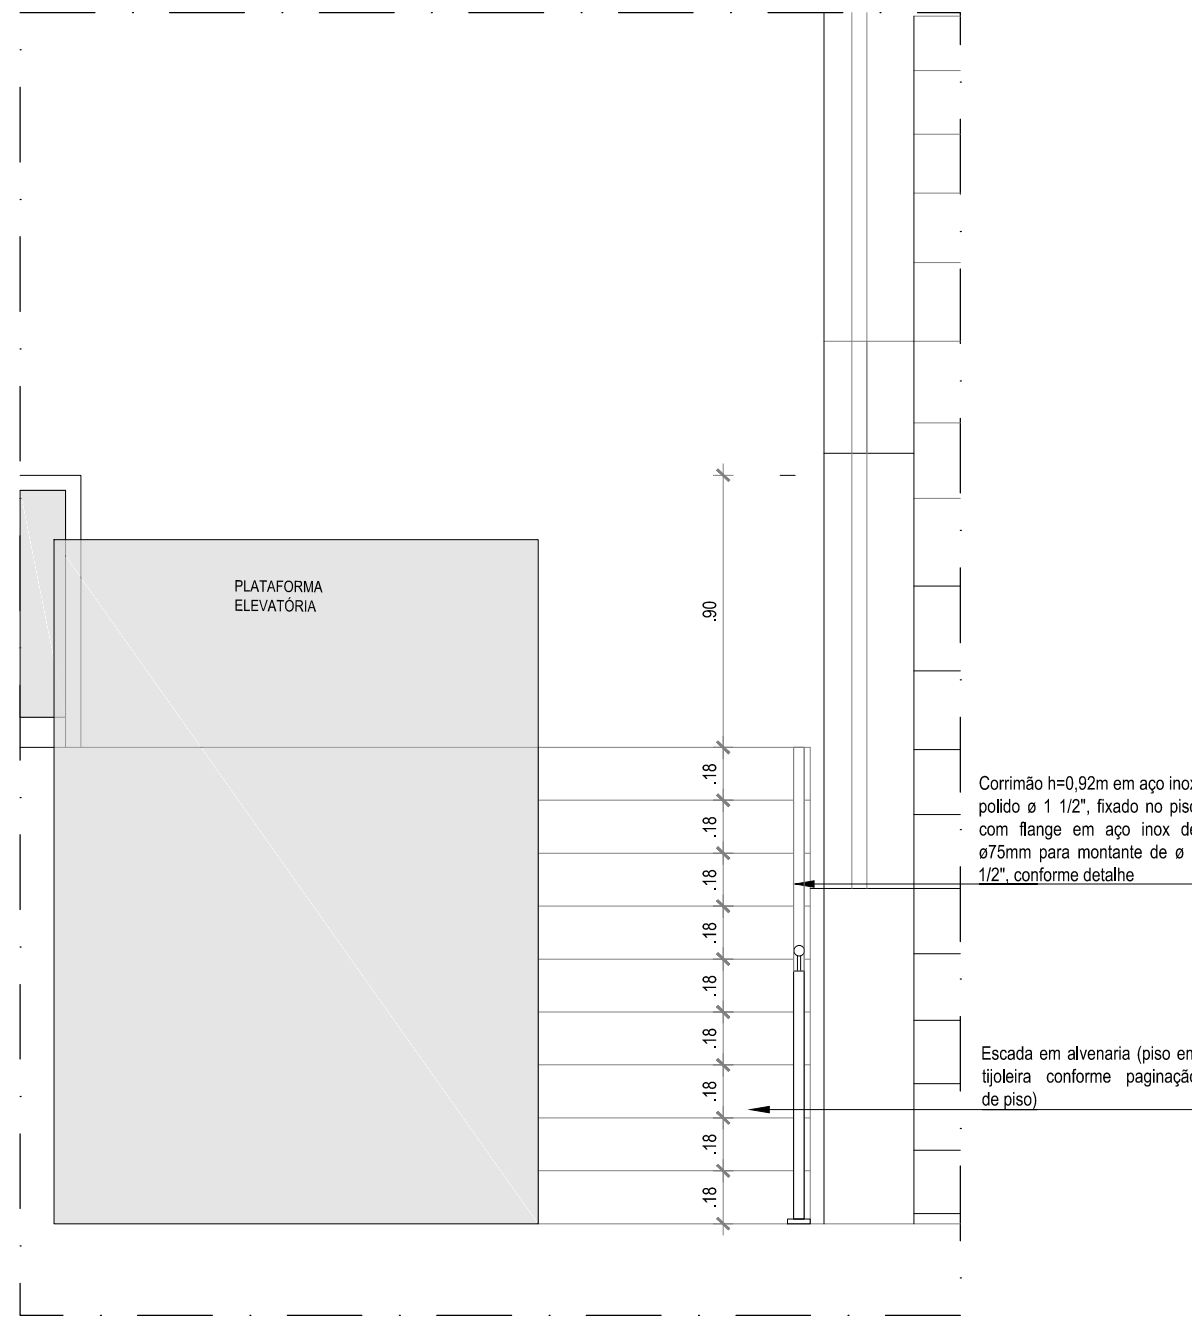 PLATAFORMA
ELEVATÓRIA
.90
.18
.18
.18
.18
.18
.18
.18
.18
.18
Corrimão h=0,92m em aço inox
polido ø 1 1/2", fixado no piso
com flange em aço inox de
ø75mm para montante de ø
1/2", conforme detalhe
Escada em alvenaria (piso em
tijoleira conforme paginação
de piso)